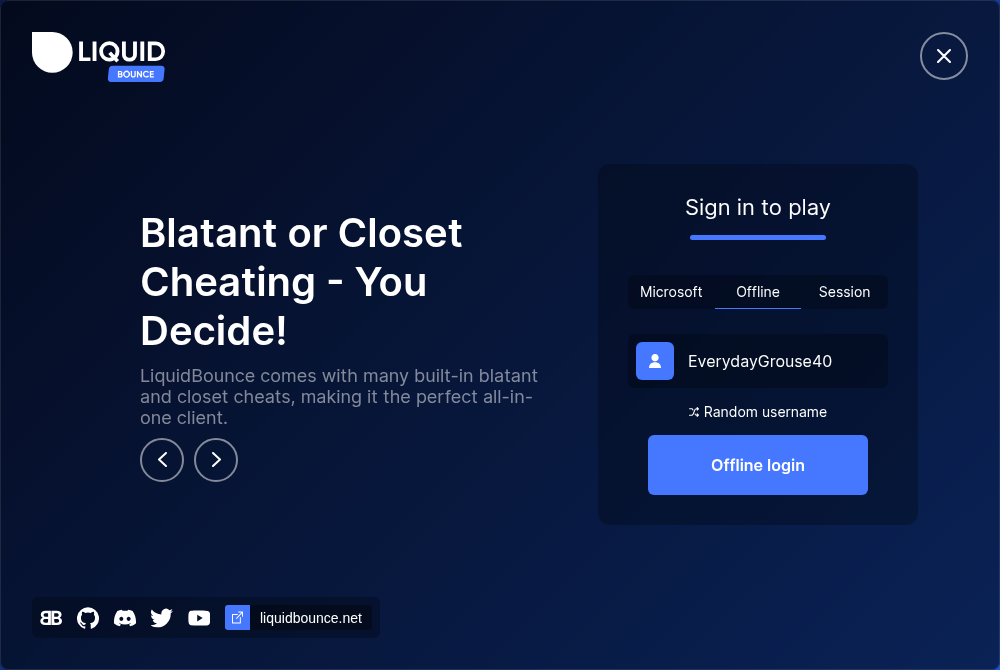 LIQUID
BOUNCE
Blatant or Closet
Cheating - You
Decide!
LiquidBounce comes with many built-in blatant
and closet cheats, making it the perfect all-in-
one client.
Sign in to play
Microsoft Offline Session
EverydayGrouse40
Random username
Offline login
liquidbounce.net